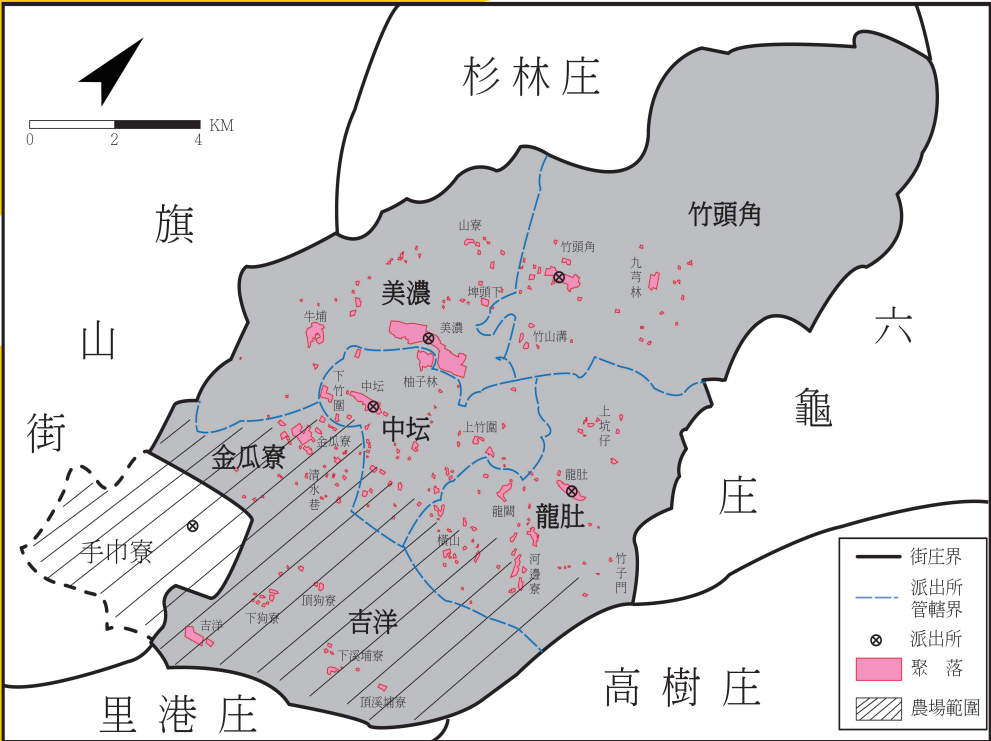 杉林庄
KM
0 2 4
旗
山
街
竹頭角
山寮
竹頭角
九芎林
美濃
埤頭下
六
龜
庄
牛埔
美濃
竹山溝
柚子林
下竹圍
中坛
中坛
上竹圍
上坑仔
金瓜寮
金瓜寮
清水巷
龍肚
龍闕
龍肚
手巾寮
橫山
河邊寮
竹子門
頂狗寮
下狗寮
吉洋
吉洋
下溪埔寮
頂溪埔寮
里港庄
高樹庄
街庄界
派出所
管轄界
派出所
聚落
農場範圍